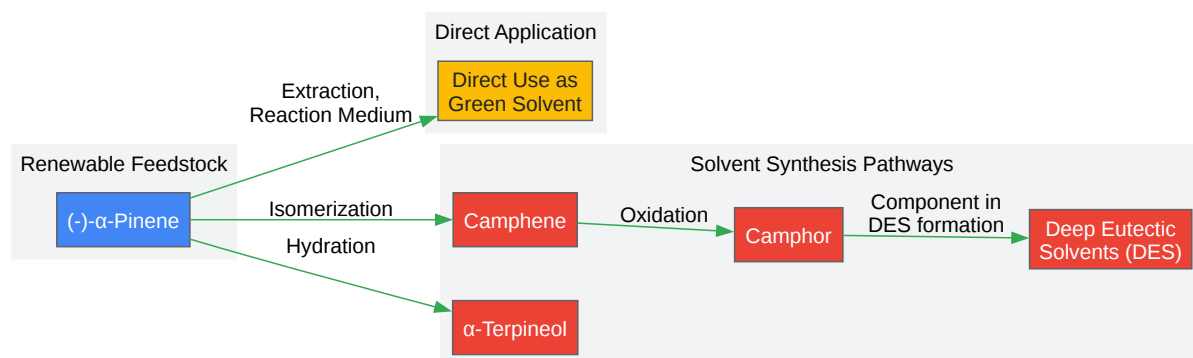 Direct Application
Direct Use as
Green Solvent
Extraction,
Reaction Medium
Renewable Feedstock
(-)-α-Pinene
Isomerization
Hydration
Solvent Synthesis Pathways
Camphene
Oxidation
Camphor
Component in
DES formation
Deep Eutectic
Solvents (DES)
α-Terpineol